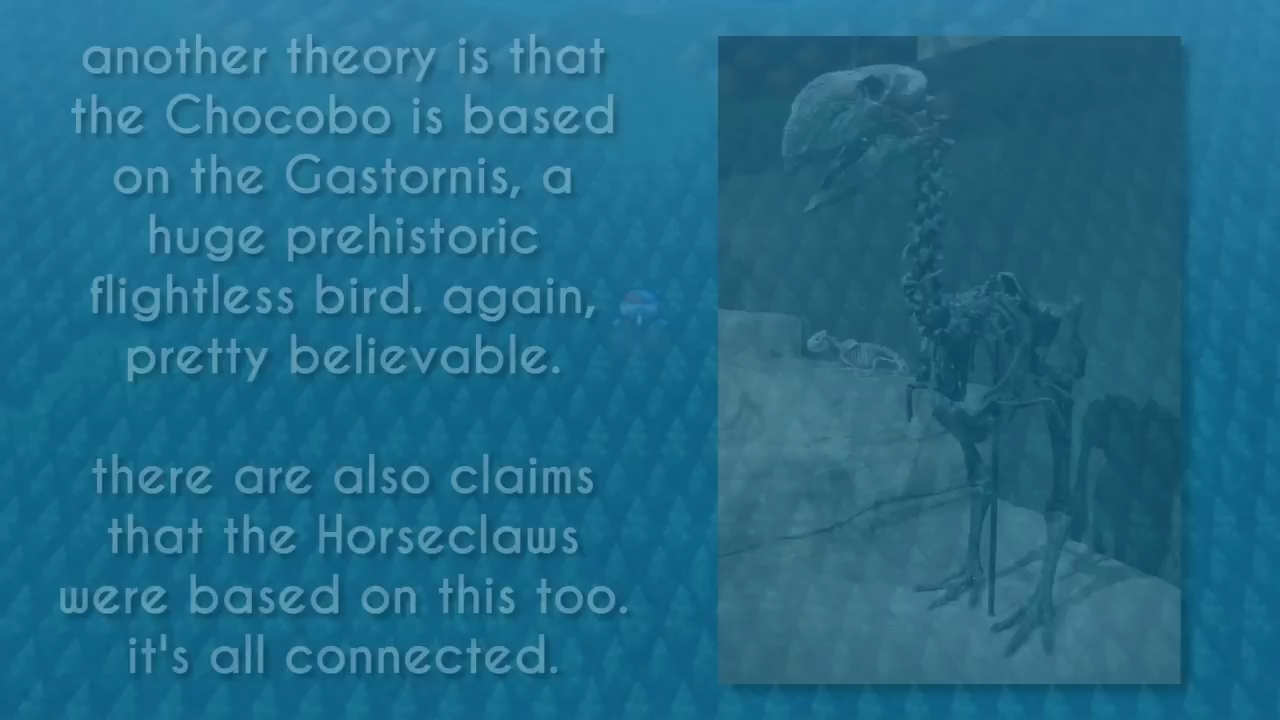 another theory is that
the Chocobo is based
on the Gastornis, a
huge prehistoric
flightless bird. again,
pretty believable.
there are also claims
that the Horseclaws
were based on this too.
it's all connected.